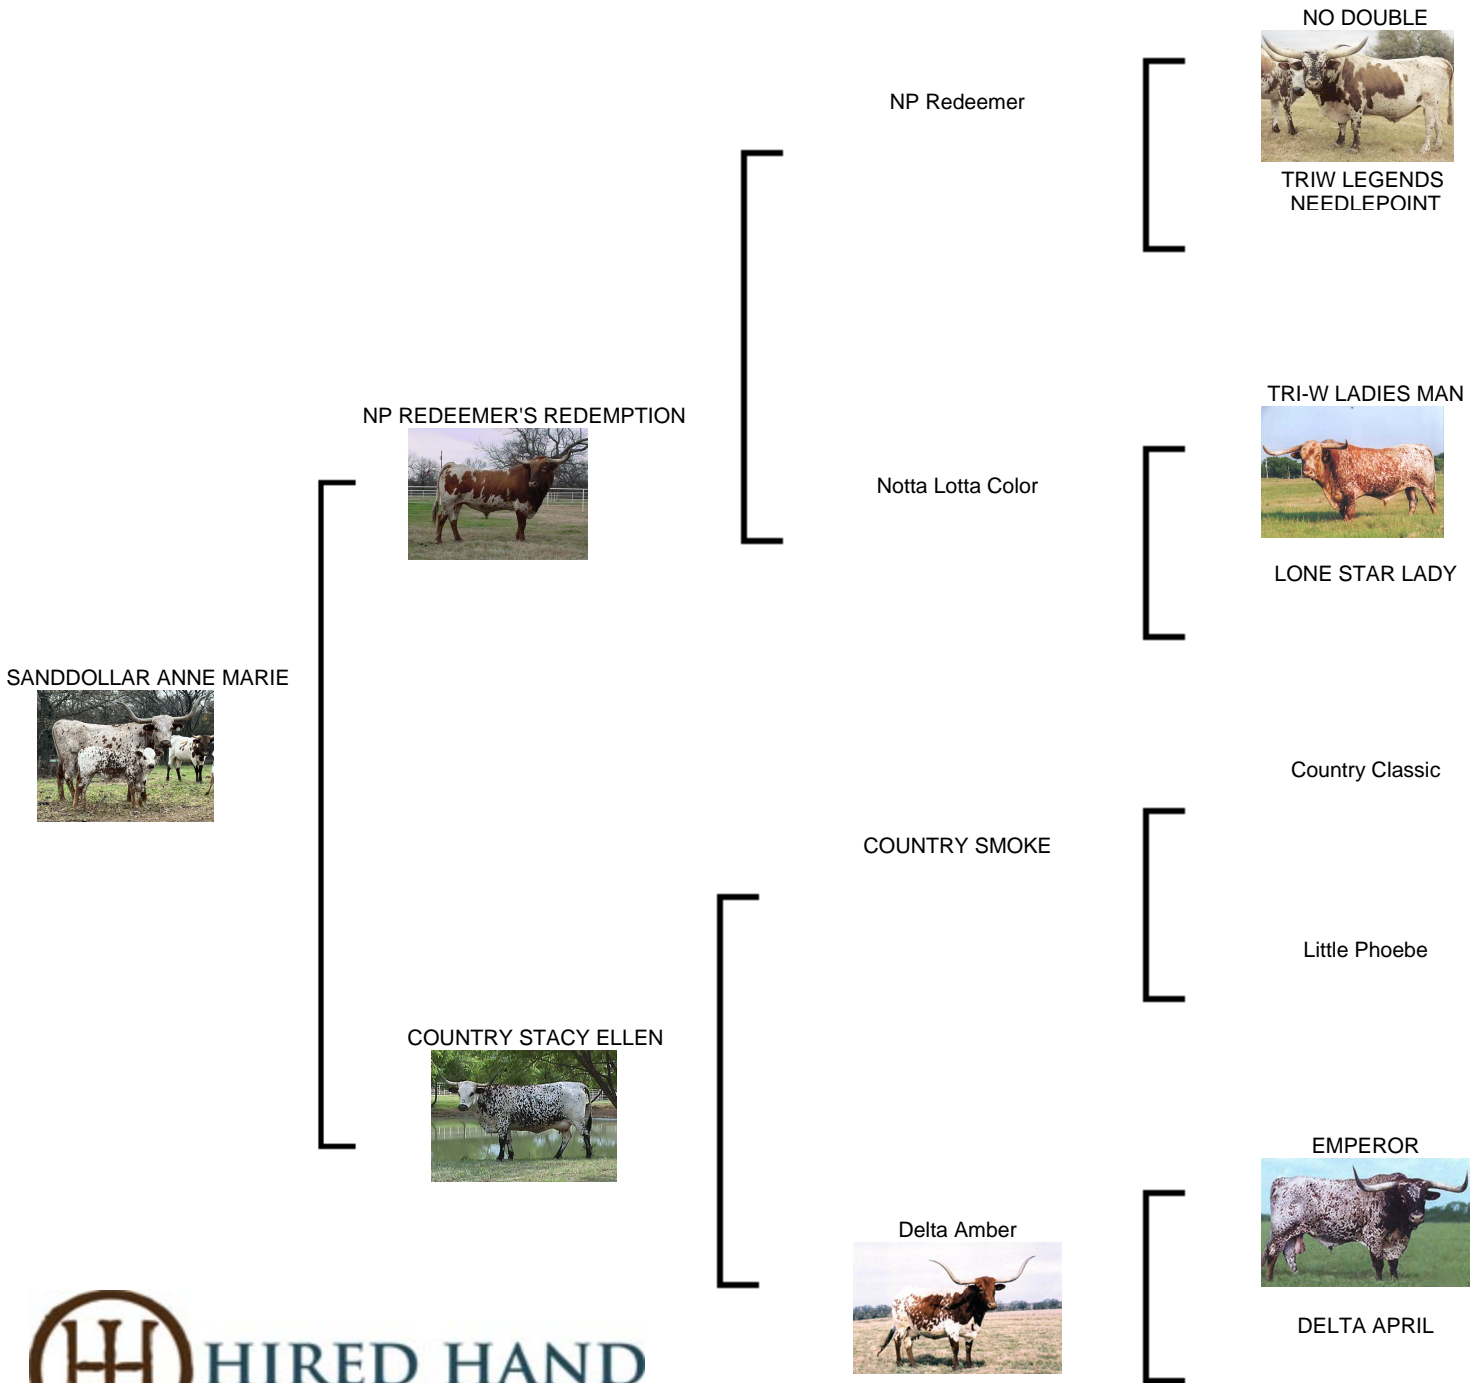 NO DOUBLE
NP Redeemer
TRIW LEGENDS
NEEDLEPOINT
TRI-W LADIES MAN
NP REDEEMER'S REDEMPTION
Notta Lotta Color
LONE STAR LADY
SANDDOLLAR ANNE MARIE
Country Classic
COUNTRY SMOKE
Little Phoebe
COUNTRY STACY ELLEN
EMPEROR
Delta Amber
DELTA APRIL
HIRED HAND